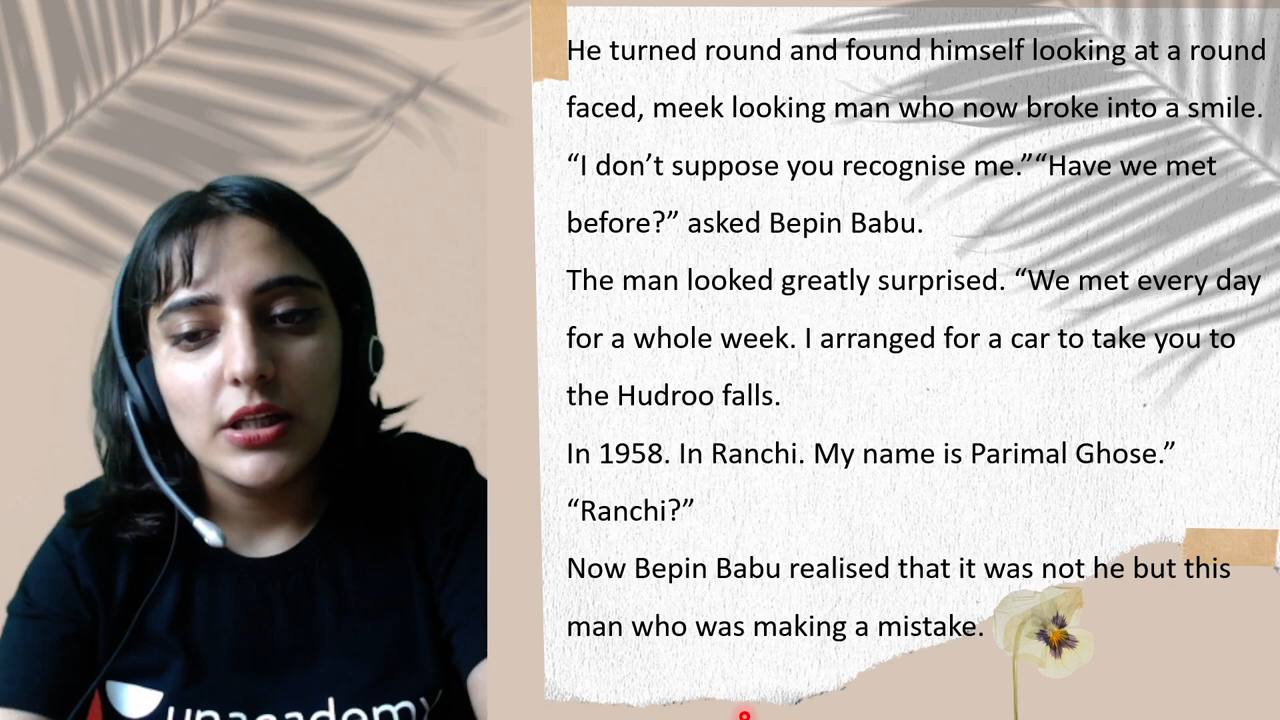 He turned round and found himself looking at a round
faced, meek looking man who now broke into a smile.
“I don’t suppose you recognise me.”“Have we met
before?” asked Bepin Babu.
The man looked greatly surprised. “We met every day
for a whole week. I arranged for a car to take you to
the Hudroo falls.
In 1958. In Ranchi. My name is Parimal Ghose.”
“Ranchi?”
Now Bepin Babu realised that it was not he but this
man who was making a mistake.
unacademy